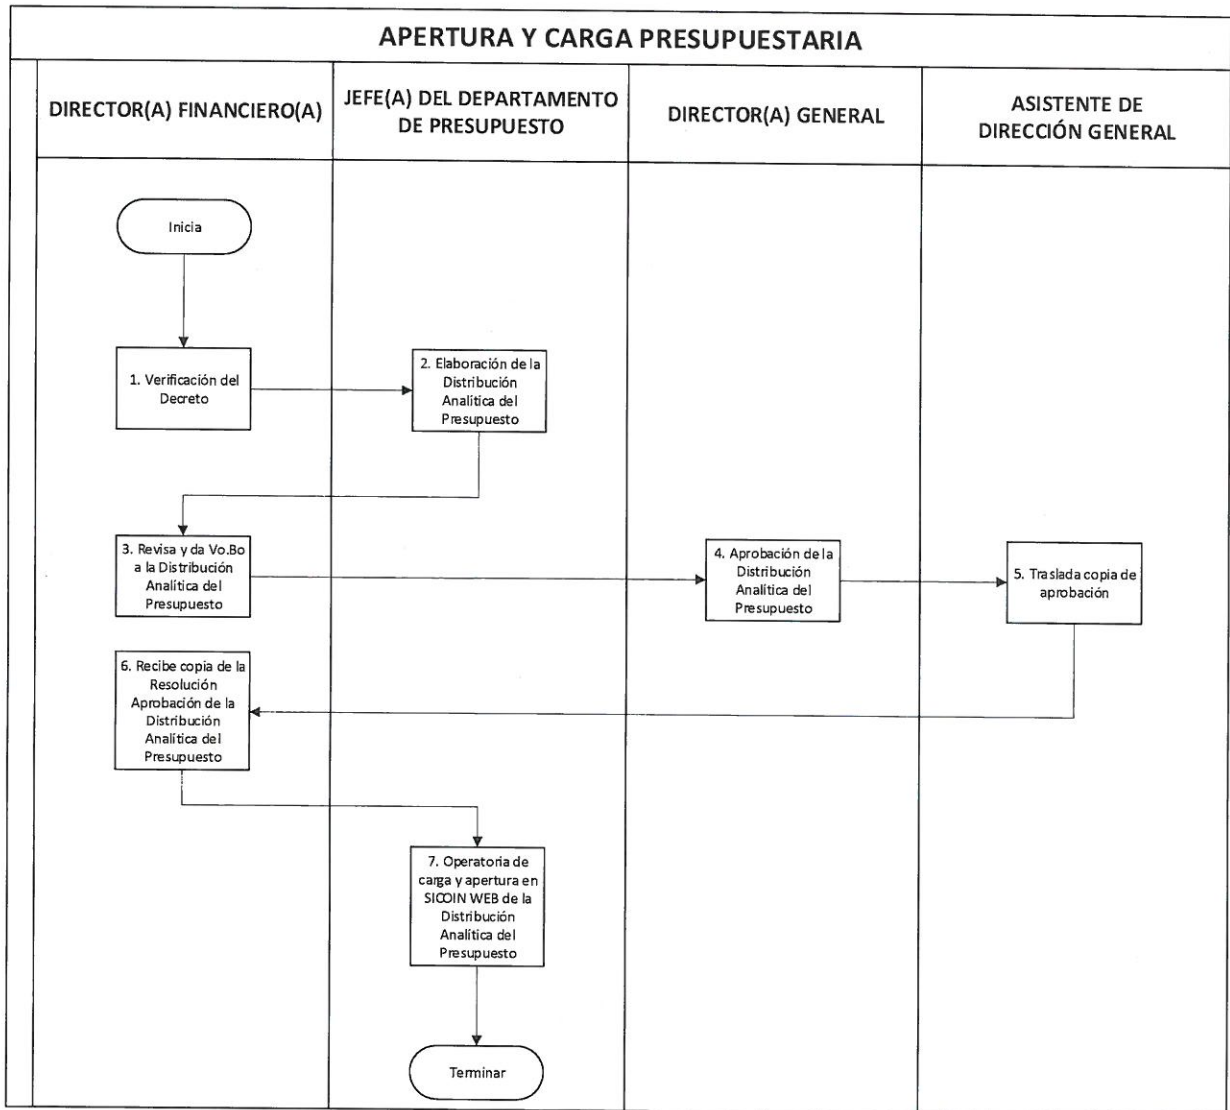 APERTURA Y CARGA PRESUPUESTARIA
DIRECTOR(A) FINANCIERO(A)
JEFE(A) DEL DEPARTAMENTO
DE PRESUPUESTO
DIRECTOR(A) GENERAL
ASISTENTE DE
DIRECCIÓN GENERAL
Inicia
1. Verificación del
Decreto
2. Elaboración de la
Distribución
Analítica del
Presupuesto
3. Revisa y da Vo.Bo
a la Distribución
Analítica del
Presupuesto
4. Aprobación de la
Distribución
Analítica del
Presupuesto
5. Traslada copia de
aprobación
6. Recibe copia de la
Resolución
Aprobación de la
Distribución
Analítica del
Presupuesto
7. Operatoria de
carga y apertura en
SICOIN WEB de la
Distribución
Analítica del
Presupuesto
Terminar